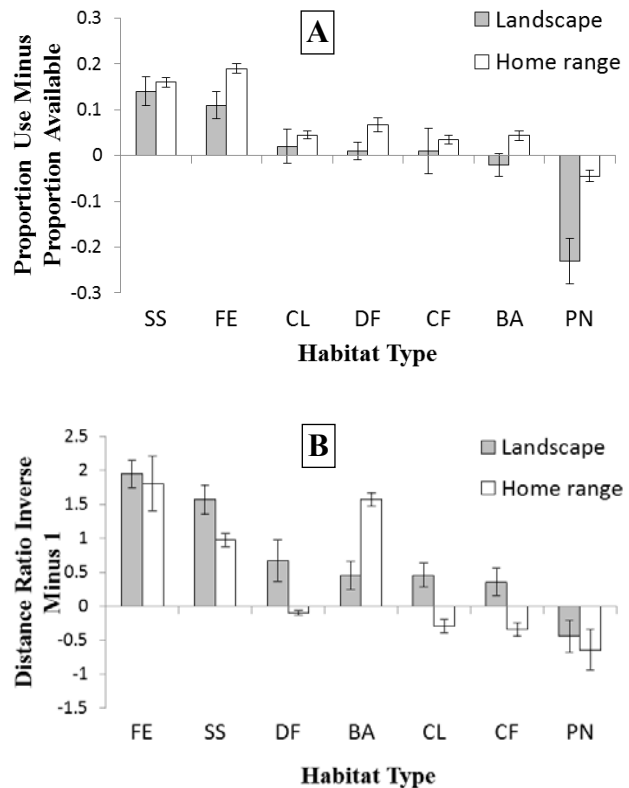 A
Landscape
Home range
Proportion Use Minus
Proportion Available
0.3
0.2
0.1
0
-0.1
-0.2
-0.3
SS FE CL DF CF BA PN
Habitat Type
B
Landscape
Home range
Distance Ratio Inverse
Minus 1
2.5
2
1.5
1
0.5
0
-0.5
-1
-1.5
FE SS DF BA CL CF PN
Habitat Type